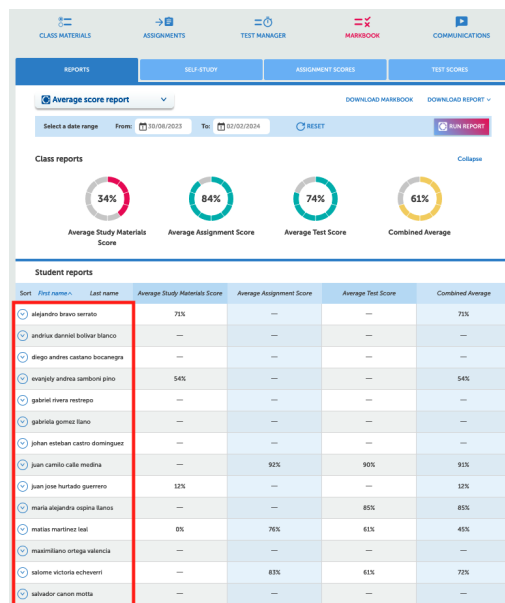 CLASS MATERIALS ASSIGNMENTS TEST MANAGER MARKBOOK COMMUNICATIONS
REPORTS SELF-STUDY ASSIGNMENT SCORES TEST SCORES
Average score report DOWNLOAD MARKBOOK DOWNLOAD REPORT
Select a date range From: 30/08/2023 To: 02/02/2024 RESET RUN REPORT
Class reports Collapse
34% 84% 74% 61%
Average Study Materials Score Average Assignment Score Average Test Score Combined Average
Student reports
Sort First name Last name Average Study Materials Score Average Assignment Score Average Test Score Combined Average
alejandro bravo serrato 71% — — 71%
andriux danniel bolivar blanco — — — —
diego andres castano bocanegra — — — —
evanjely andrea samboni pino 54% — — 54%
gabriel rivera restrepo — — — —
gabriela gomez llano — — — —
johan esteban castro dominguez — — — —
juan camilo calle medina — 92% 90% 91%
juan jose hurtado guerrero 12% — — 12%
maria alejandra ospina llanos — — 85% 85%
matias martinez leal 0% 76% 61% 45%
maximiliano ortega valencia — — — —
salome victoria echeverri — 83% 61% 72%
salvador canon motta — — — —